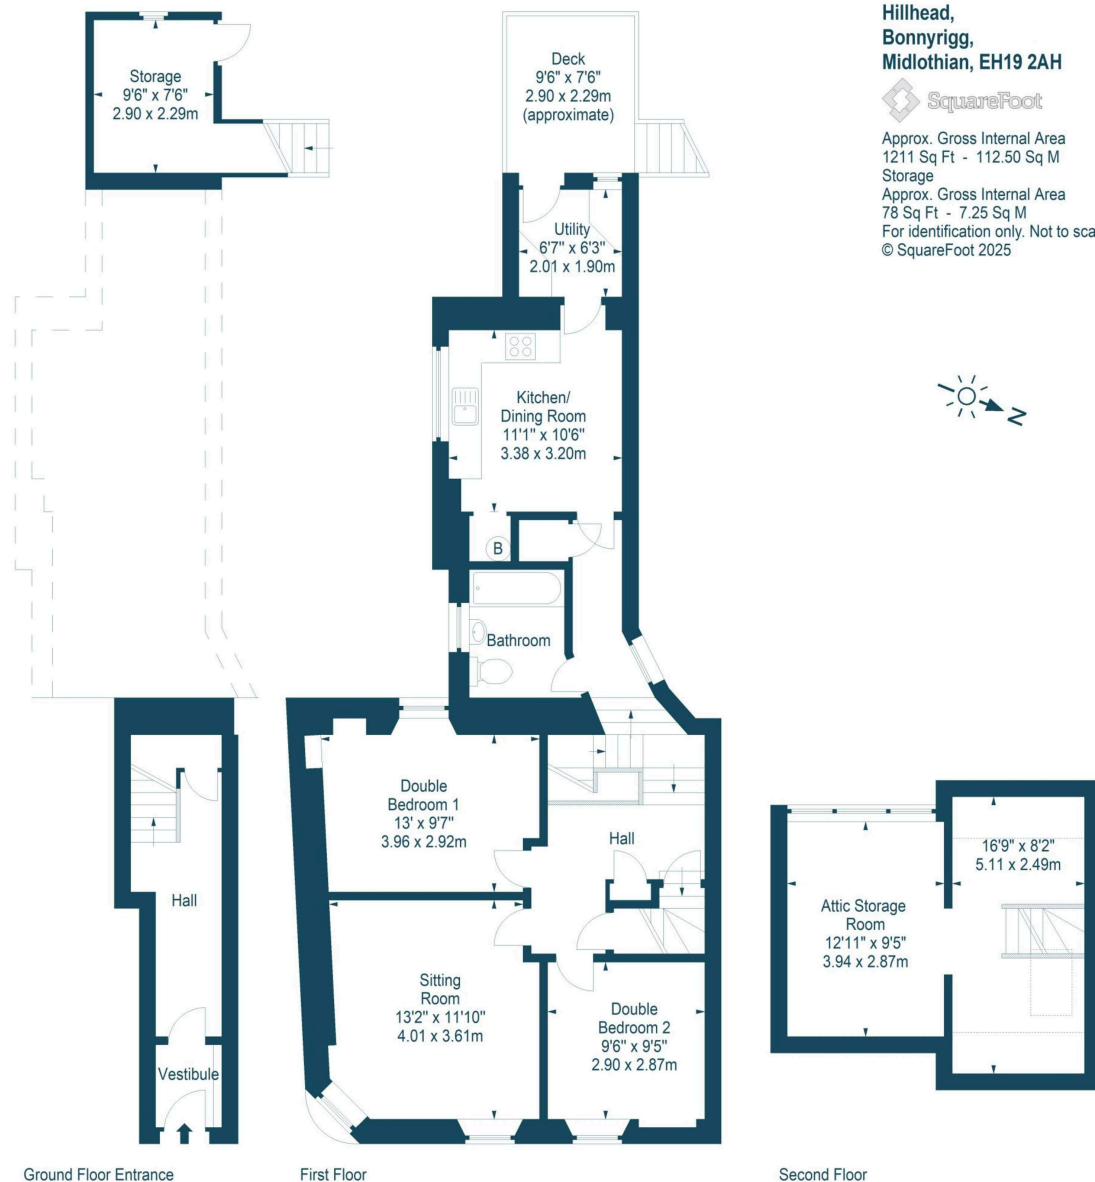 Hillhead,
Bonnyrigg,
Midlothian, EH19 2AH
SquareFoot
Approx. Gross Internal Area
1211 Sq Ft - 112.50 Sq M
Storage
Approx. Gross Internal Area
78 Sq Ft - 7.25 Sq M
For identification only. Not to sca
© SquareFoot 2025
N
Storage
9'6" x 7'6"
2.90 x 2.29m
Deck
9'6" x 7'6"
2.90 x 2.29m
(approximate)
Utility
6'7" x 6'3"
2.01 x 1.90m
Kitchen/
Dining Room
11'1" x 10'6"
3.38 x 3.20m
B
Bathroom
Double
Bedroom 1
13' x 9'7"
3.96 x 2.92m
Hall
Sitting
Room
13'2" x 11'10"
4.01 x 3.61m
Double
Bedroom 2
9'6" x 9'5"
2.90 x 2.87m
Hall
Vestibule
16'9" x 8'2"
5.11 x 2.49m
Attic Storage
Room
12'11" x 9'5"
3.94 x 2.87m
Ground Floor Entrance
First Floor
Second Floor